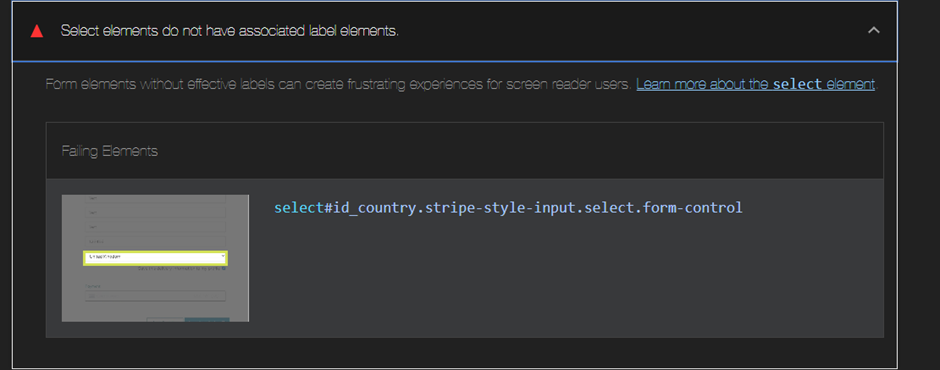 Select elements do not have associated label elements.
Form elements without effective labels can create frustrating experiences for screen reader users. Learn more about the select element.
Failing Elements
select#id_country.stripe-style-input.select.form-control